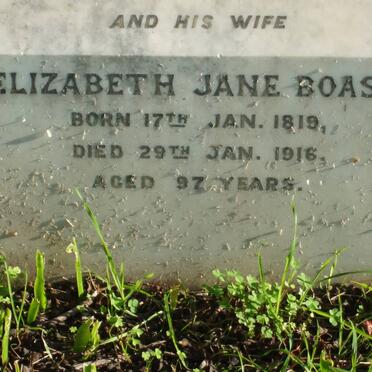 AND HIS WIFE
ELIZABETH JANE BOAS
BORN 17TH JAN. 1819,
DIED 29TH JAN. 1916.
AGED 97 YEARS.